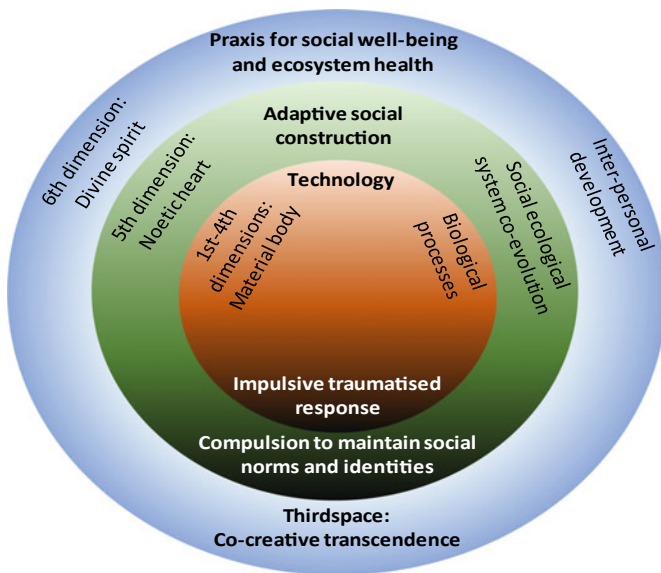 Praxis for social well-being
and ecosystem health
6th dimension:
Divine spirit
Inter-personal
development
Adaptive social
construction
5th dimension:
Noetic heart
Social ecological
system co-evolution
Technology
1st-4th
dimensions:
Material body
Biological
processes
Impulsive traumatised
response
Compulsion to maintain social
norms and identities
Thirdspace:
Co-creative transcendence